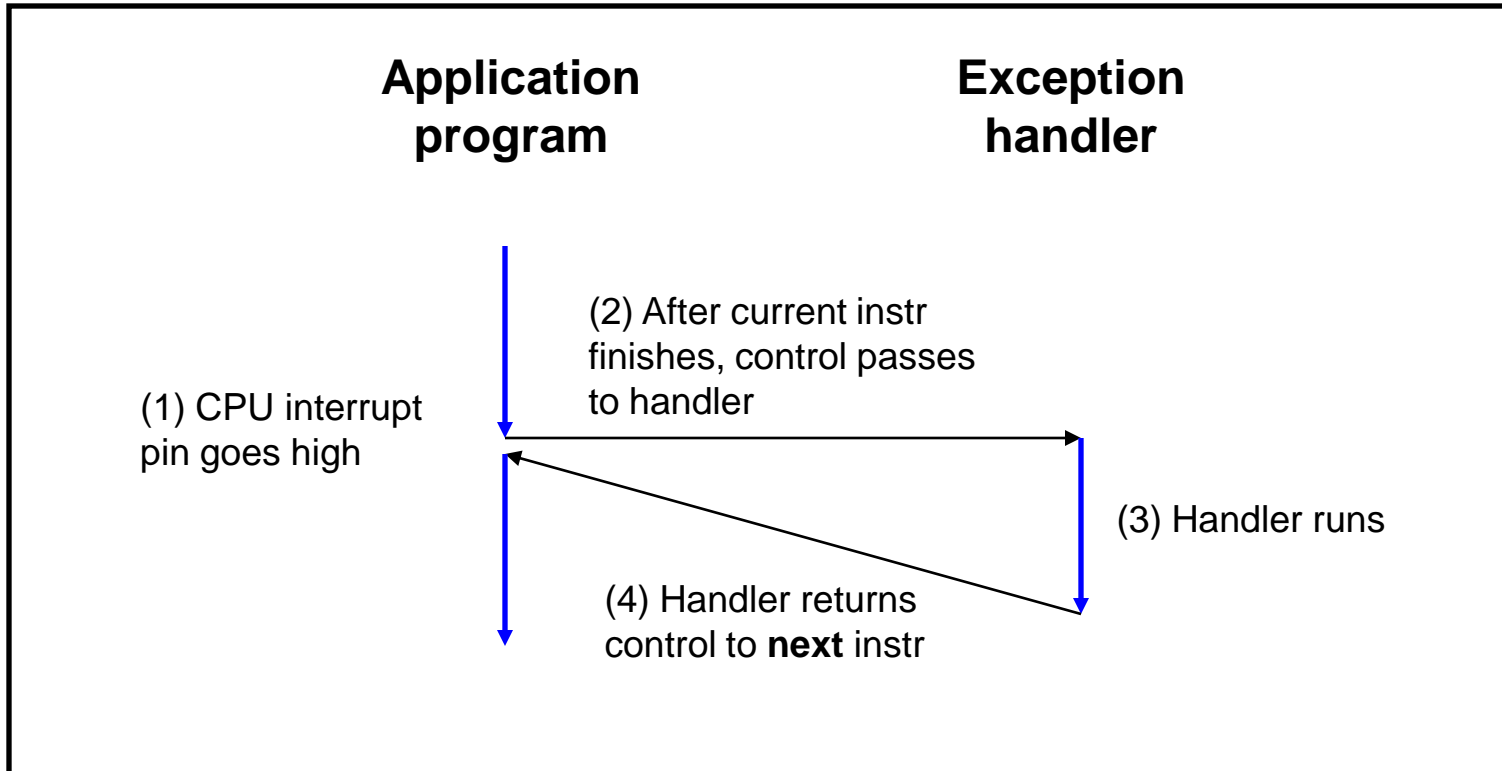 Application
program
Exception
handler
(2) After current instr
finishes, control passes
to handler
(1) CPU interrupt
pin goes high
(3) Handler runs
(4) Handler returns
control to next instr